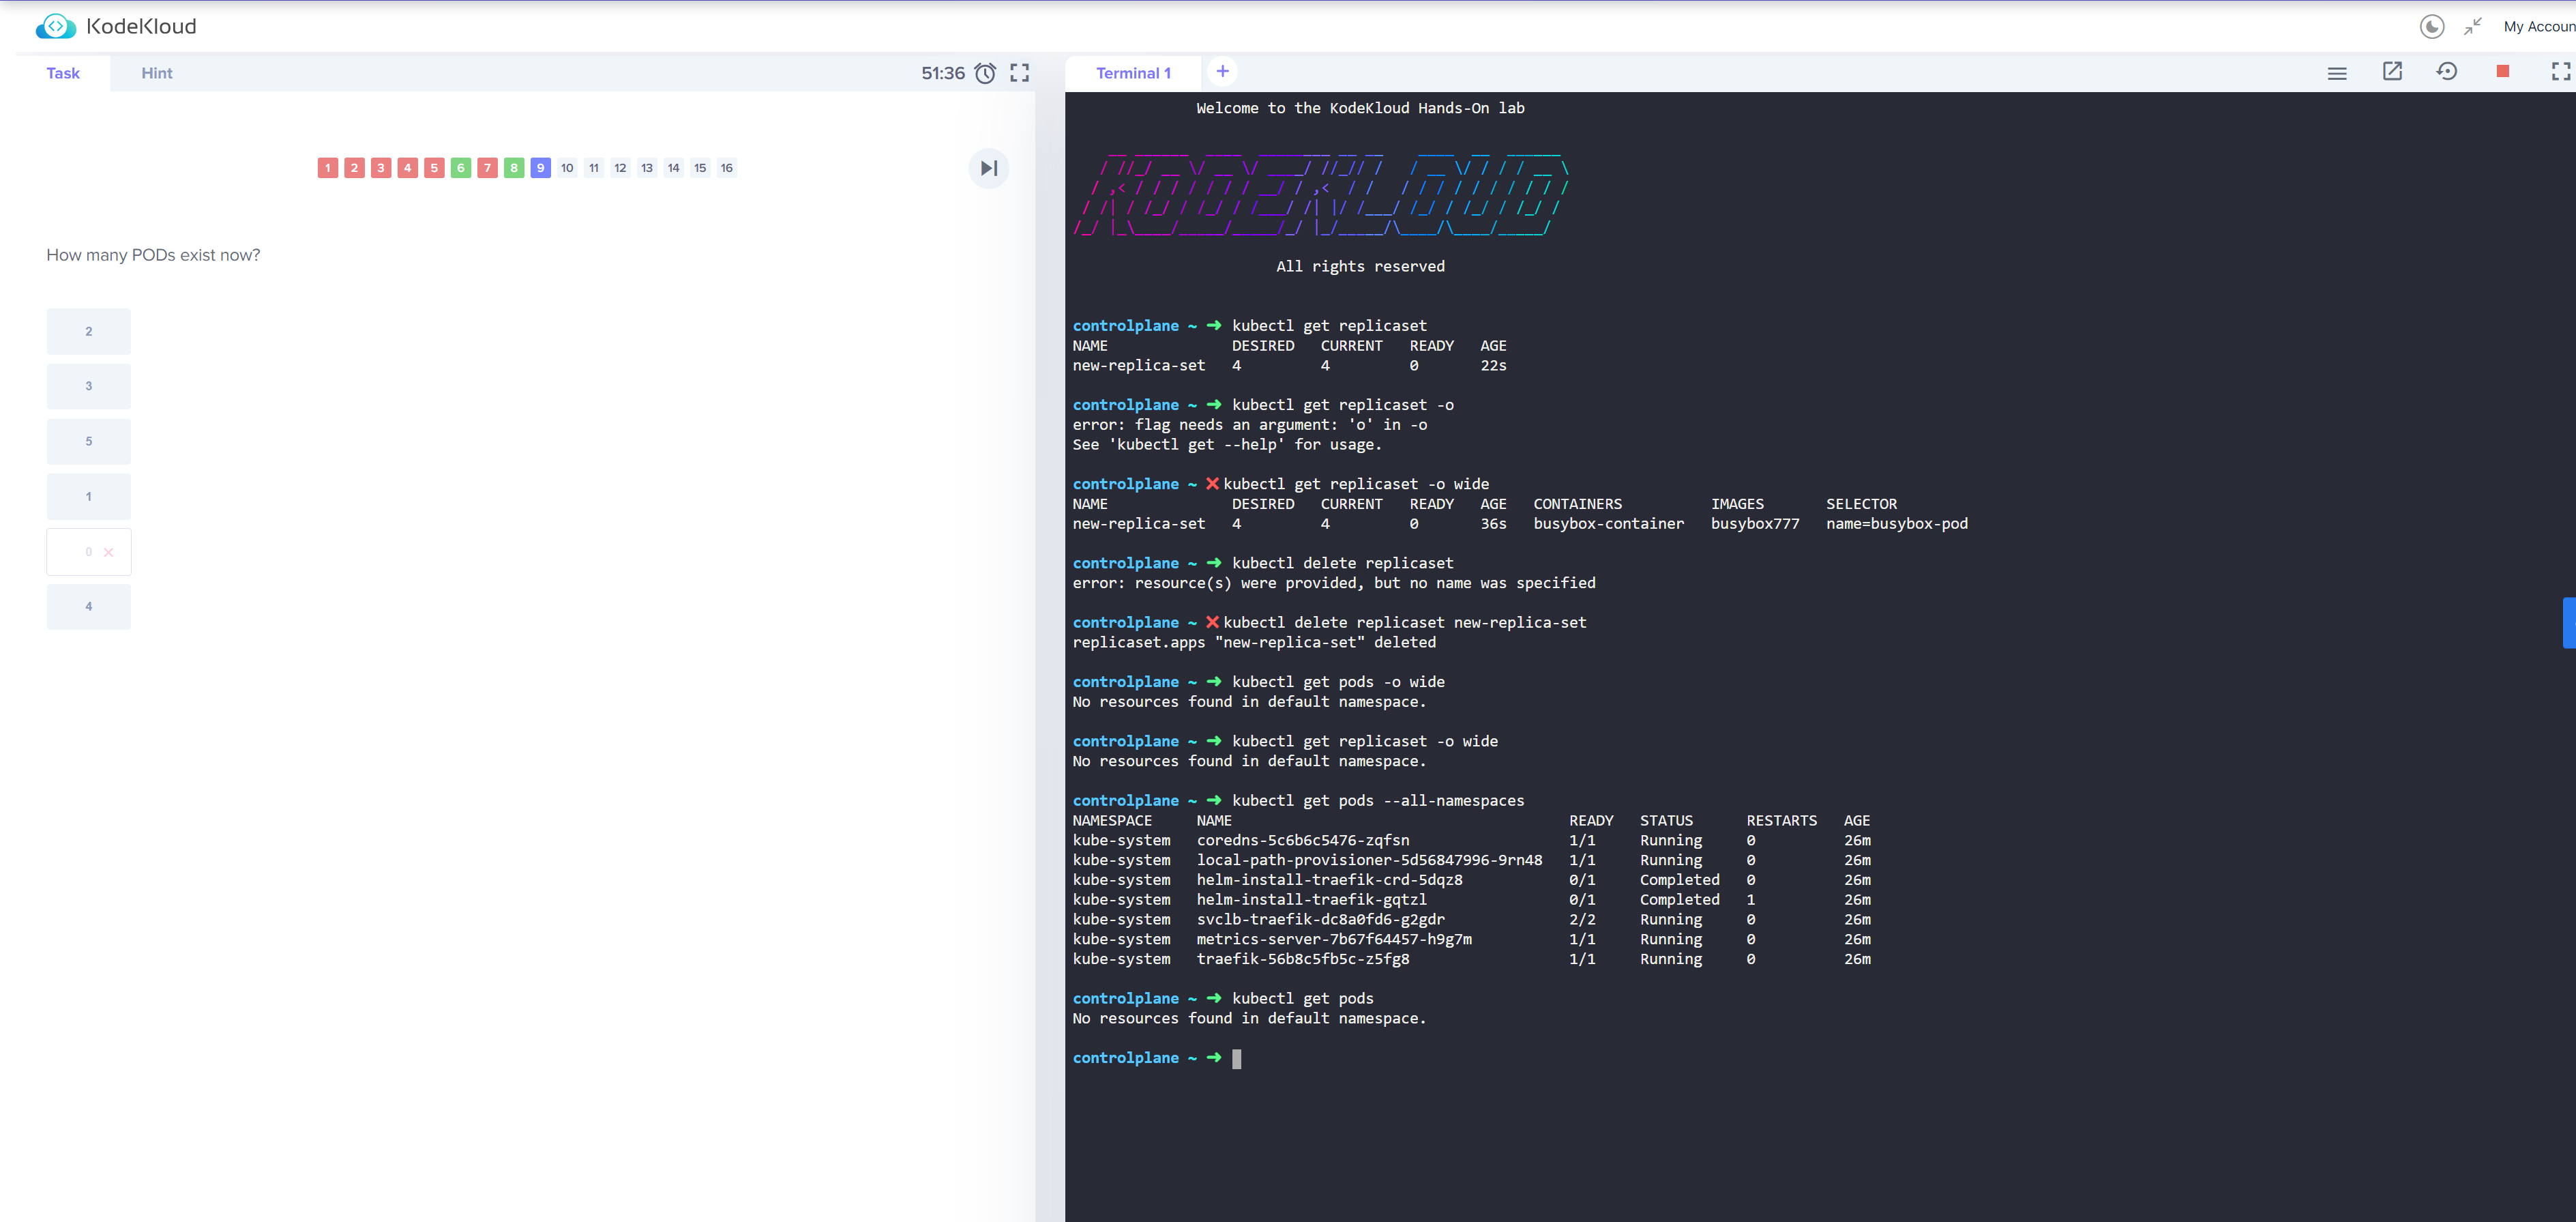 KodeKloud
My Accoun
Task
Hint
51:36
1 2 3 4 5 6 7 8 9 10 11 12 13 14 15 16
How many PODs exist now?
2
3
5
1
0
4
Terminal 1
+
Welcome to the KodeKloud Hands-On lab
KODEKLOUD
All rights reserved
controlplane ~ ➜ kubectl get replicaset
NAME DESIRED CURRENT READY AGE
new-replica-set 4 4 0 22s
controlplane ~ ➜ kubectl get replicaset -o
error: flag needs an argument: 'o' in -o
See 'kubectl get --help' for usage.
controlplane ~ ✖ kubectl get replicaset -o wide
NAME DESIRED CURRENT READY AGE CONTAINERS IMAGES SELECTOR
new-replica-set 4 4 0 36s busybox-container busybox777 name=busybox-pod
controlplane ~ ➜ kubectl delete replicaset
error: resource(s) were provided, but no name was specified
controlplane ~ ✖ kubectl delete replicaset new-replica-set
replicaset.apps "new-replica-set" deleted
controlplane ~ ➜ kubectl get pods -o wide
No resources found in default namespace.
controlplane ~ ➜ kubectl get replicaset -o wide
No resources found in default namespace.
controlplane ~ ➜ kubectl get pods --all-namespaces
NAMESPACE NAME READY STATUS RESTARTS AGE
kube-system coredns-5c6b6c5476-zqfsn 1/1 Running 0 26m
kube-system local-path-provisioner-5d56847996-9rn48 1/1 Running 0 26m
kube-system helm-install-traefik-crd-5dqz8 0/1 Completed 0 26m
kube-system helm-install-traefik-gqtzl 0/1 Completed 1 26m
kube-system svclb-traefik-dc8a0fd6-g2gdr 2/2 Running 0 26m
kube-system metrics-server-7b67f64457-h9g7m 1/1 Running 0 26m
kube-system traefik-56b8c5fb5c-z5fg8 1/1 Running 0 26m
controlplane ~ ➜ kubectl get pods
No resources found in default namespace.
controlplane ~ ➜